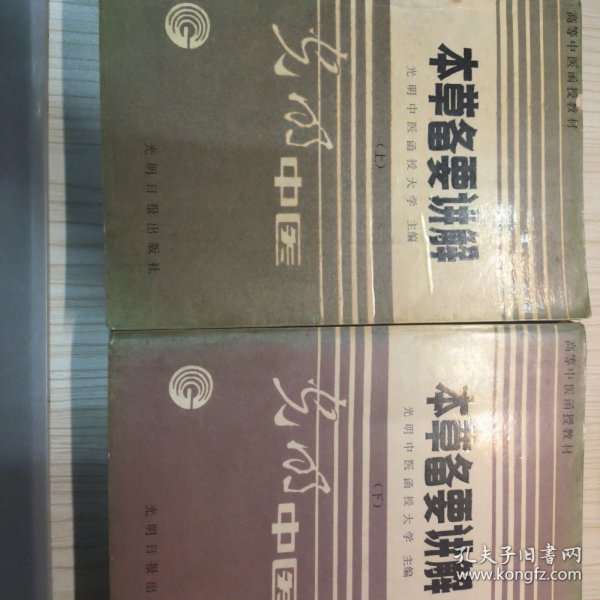 高等中医函授教材
本草备要讲解
光明中医函授大学 主编
(上)
光明中医
光明日报出版社
高等中医函授教材
本草备要讲解
光明中医函授大学 主编
(下)
光明中医
光明日报出
孔夫子旧书网
www.kongfz.com